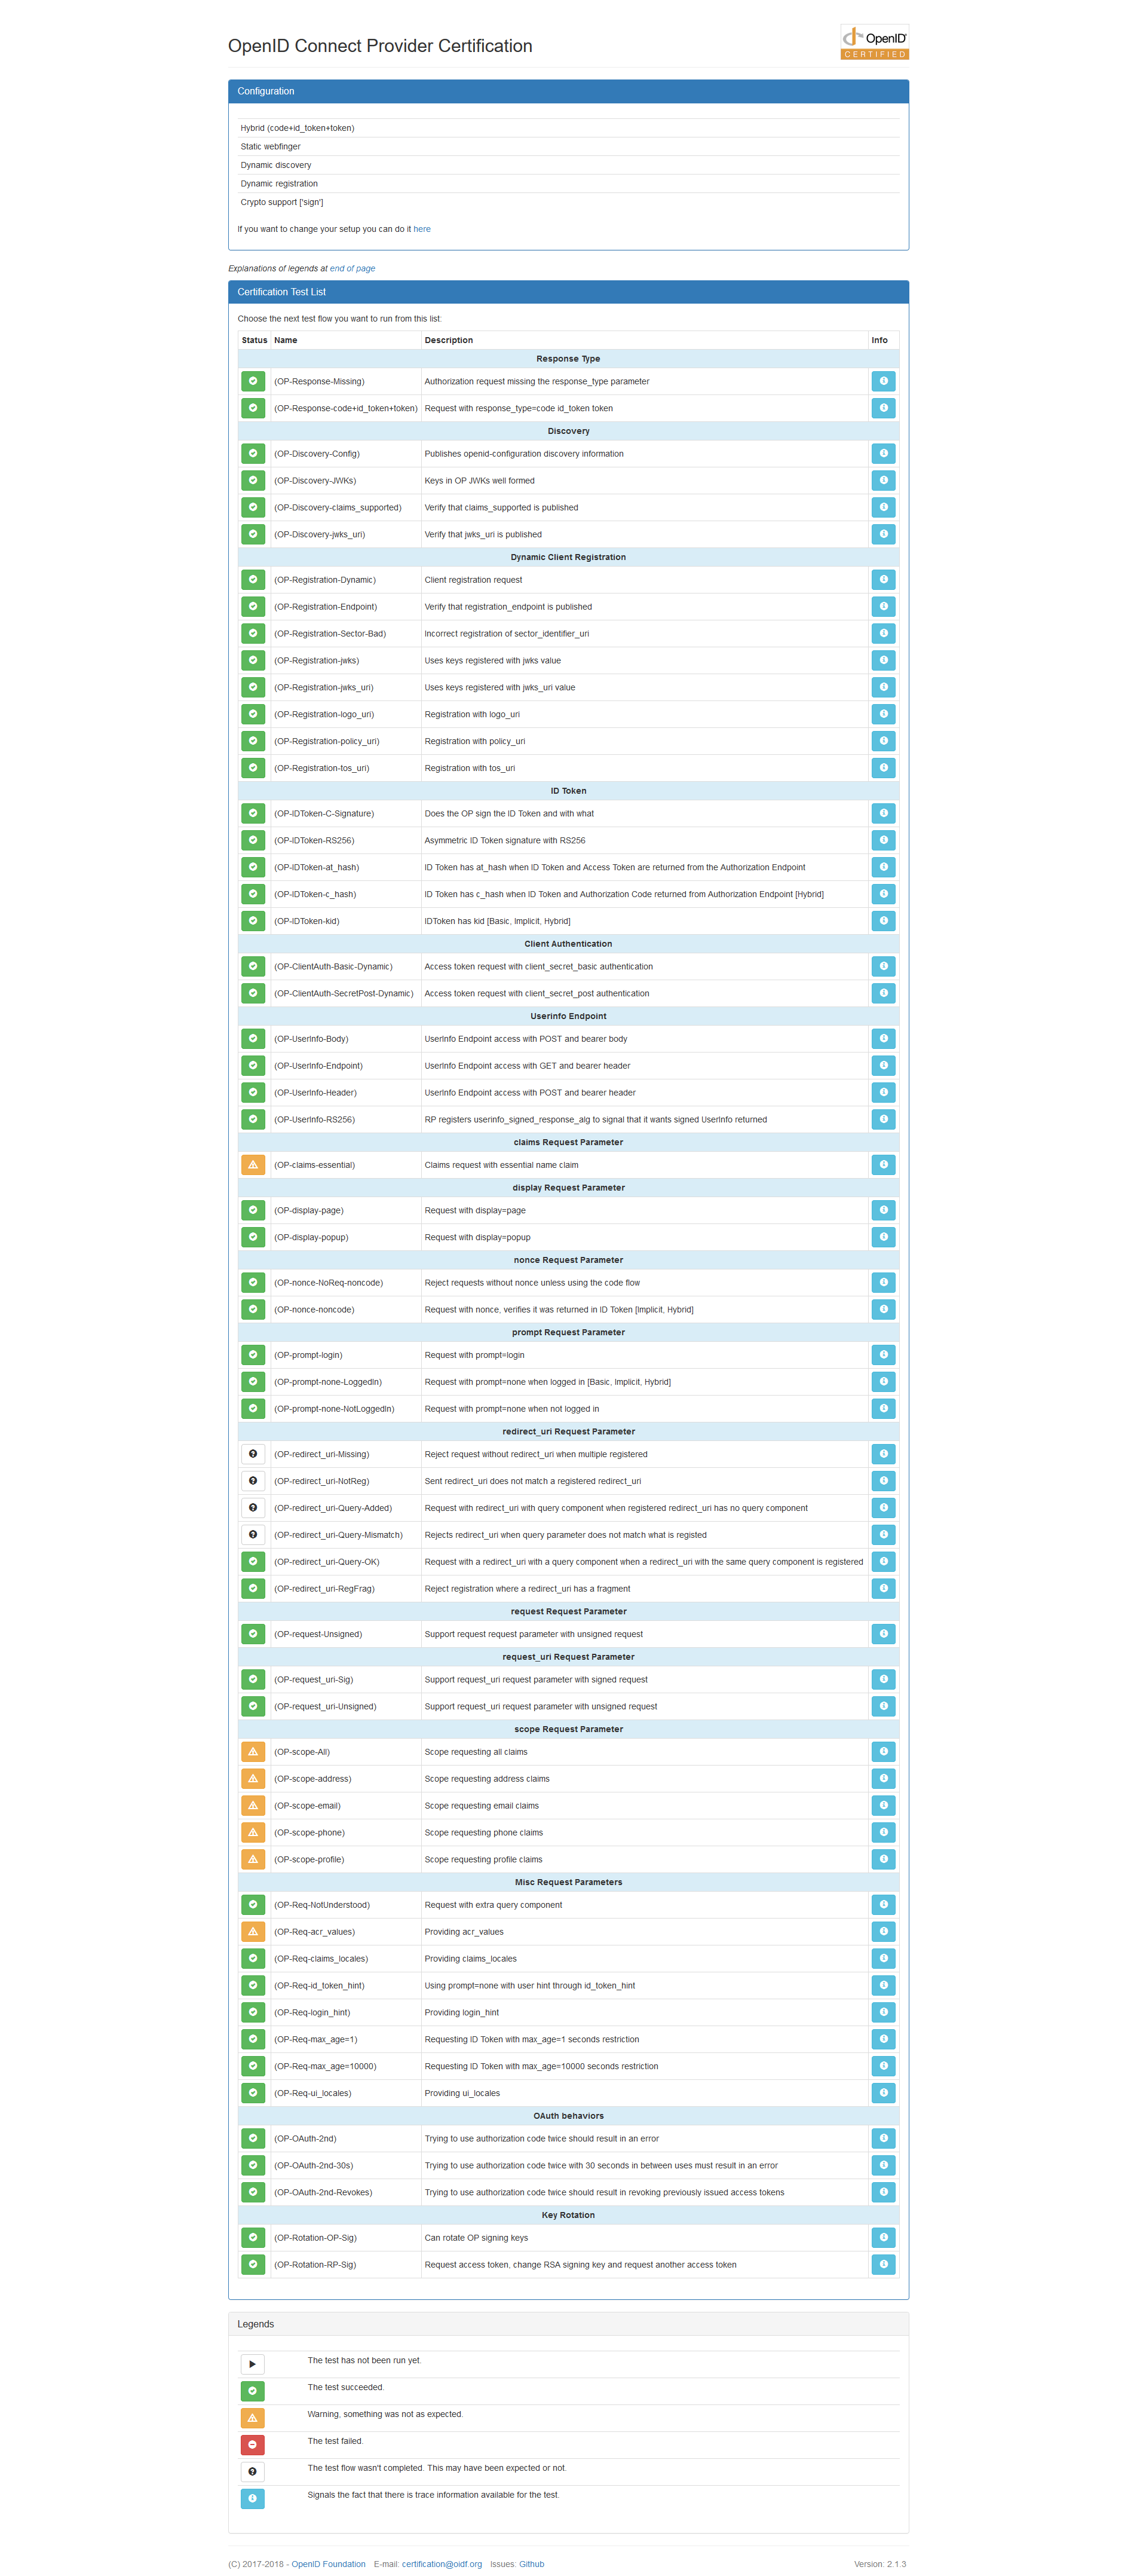 OpenID Connect Provider Certification
OpenID
CERTIFIED
Configuration
Hybrid (code+id_token+token)
Static webfinger
Dynamic discovery
Dynamic registration
Crypto support ['sign']
If you want to change your setup you can do it here
Explanations of legends at end of page
Certification Test List
Choose the next test flow you want to run from this list:
Status Name Description Info
Response Type
(OP-Response-Missing) Authorization request missing the response_type parameter
(OP-Response-code+id_token+token) Request with response_type=code id_token token
Discovery
(OP-Discovery-Config) Publishes openid-configuration discovery information
(OP-Discovery-JWKs) Keys in OP JWKs well formed
(OP-Discovery-claims_supported) Verify that claims_supported is published
(OP-Discovery-jwks_uri) Verify that jwks_uri is published
Dynamic Client Registration
(OP-Registration-Dynamic) Client registration request
(OP-Registration-Endpoint) Verify that registration_endpoint is published
(OP-Registration-Sector-Bad) Incorrect registration of sector_identifier_uri
(OP-Registration-jwks) Uses keys registered with jwks value
(OP-Registration-jwks_uri) Uses keys registered with jwks_uri value
(OP-Registration-logo_uri) Registration with logo_uri
(OP-Registration-policy_uri) Registration with policy_uri
(OP-Registration-tos_uri) Registration with tos_uri
ID Token
(OP-IDToken-C-Signature) Does the OP sign the ID Token and with what
(OP-IDToken-RS256) Asymmetric ID Token signature with RS256
(OP-IDToken-at_hash) ID Token has at_hash when ID Token and Access Token are returned from the Authorization Endpoint
(OP-IDToken-c_hash) ID Token has c_hash when ID Token and Authorization Code returned from Authorization Endpoint [Hybrid]
(OP-IDToken-kid) IDToken has kid [Basic, Implicit, Hybrid]
Client Authentication
(OP-ClientAuth-Basic-Dynamic) Access token request with client_secret_basic authentication
(OP-ClientAuth-SecretPost-Dynamic) Access token request with client_secret_post authentication
Userinfo Endpoint
(OP-UserInfo-Body) UserInfo Endpoint access with POST and bearer body
(OP-UserInfo-Endpoint) UserInfo Endpoint access with GET and bearer header
(OP-UserInfo-Header) UserInfo Endpoint access with POST and bearer header
(OP-UserInfo-RS256) RP registers userinfo_signed_response_alg to signal that it wants signed UserInfo returned
claims Request Parameter
(OP-claims-essential) Claims request with essential name claim
display Request Parameter
(OP-display-page) Request with display=page
(OP-display-popup) Request with display=popup
nonce Request Parameter
(OP-nonce-NoReq-noncode) Reject requests without nonce unless using the code flow
(OP-nonce-noncode) Request with nonce, verifies it was returned in ID Token [Implicit, Hybrid]
prompt Request Parameter
(OP-prompt-login) Request with prompt=login
(OP-prompt-none-LoggedIn) Request with prompt=none when logged in [Basic, Implicit, Hybrid]
(OP-prompt-none-NotLoggedIn) Request with prompt=none when not logged in
redirect_uri Request Parameter
(OP-redirect_uri-Missing) Reject request without redirect_uri when multiple registered
(OP-redirect_uri-NotReg) Sent redirect_uri does not match a registered redirect_uri
(OP-redirect_uri-Query-Added) Request with redirect_uri with query component when registered redirect_uri has no query component
(OP-redirect_uri-Query-Mismatch) Rejects redirect_uri when query parameter does not match what is registed
(OP-redirect_uri-Query-OK) Request with a redirect_uri with a query component when a redirect_uri with the same query component is registered
(OP-redirect_uri-RegFrag) Reject registration where a redirect_uri has a fragment
request Request Parameter
(OP-request-Unsigned) Support request request parameter with unsigned request
request_uri Request Parameter
(OP-request_uri-Sig) Support request_uri request parameter with signed request
(OP-request_uri-Unsigned) Support request_uri request parameter with unsigned request
scope Request Parameter
(OP-scope-All) Scope requesting all claims
(OP-scope-address) Scope requesting address claims
(OP-scope-email) Scope requesting email claims
(OP-scope-phone) Scope requesting phone claims
(OP-scope-profile) Scope requesting profile claims
Misc Request Parameters
(OP-Req-NotUnderstood) Request with extra query component
(OP-Req-acr_values) Providing acr_values
(OP-Req-claims_locales) Providing claims_locales
(OP-Req-id_token_hint) Using prompt=none with user hint through id_token_hint
(OP-Req-login_hint) Providing login_hint
(OP-Req-max_age=1) Requesting ID Token with max_age=1 seconds restriction
(OP-Req-max_age=10000) Requesting ID Token with max_age=10000 seconds restriction
(OP-Req-ui_locales) Providing ui_locales
OAuth behaviors
(OP-OAuth-2nd) Trying to use authorization code twice should result in an error
(OP-OAuth-2nd-30s) Trying to use authorization code twice with 30 seconds in between uses must result in an error
(OP-OAuth-2nd-Revokes) Trying to use authorization code twice should result in revoking previously issued access tokens
Key Rotation
(OP-Rotation-OP-Sig) Can rotate OP signing keys
(OP-Rotation-RP-Sig) Request access token, change RSA signing key and request another access token
Legends
The test has not been run yet.
The test succeeded.
Warning, something was not as expected.
The test failed.
The test flow wasn't completed. This may have been expected or not.
Signals the fact that there is trace information available for the test.
(C) 2017-2018 - OpenID Foundation E-mail: certification@oidf.org Issues: Github Version: 2.1.3